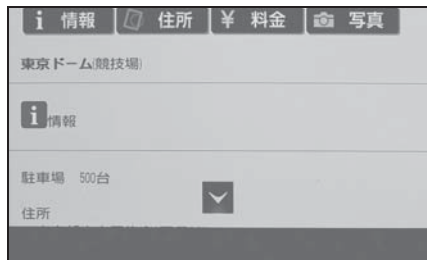 i 情報 住所 ¥ 料金 写真
東京ドーム(競技場)
i 情報
駐車場 500台
住所